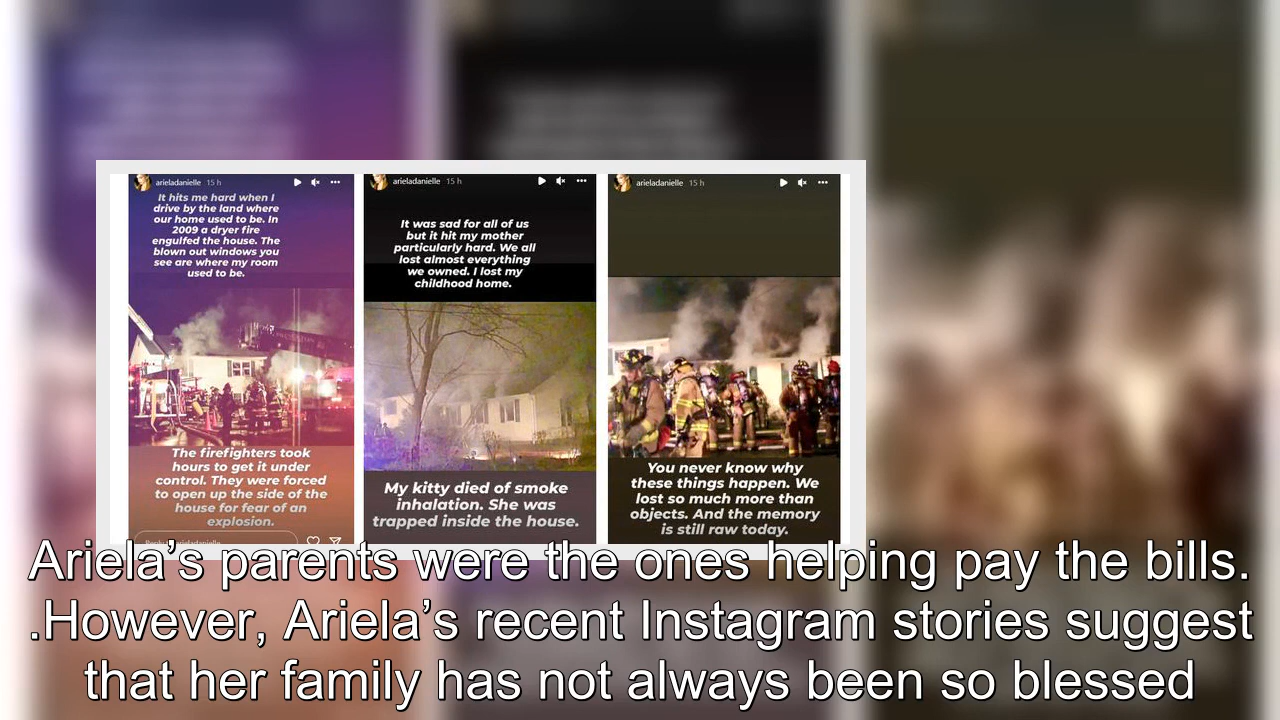 arieladanielle 15 h
It hits me hard when I
drive by the land where
our home used to be. In
2009 a dryer fire
engulfed the house. The
blown out windows you
see are where my room
used to be.
The firefighters took
hours to get it under
control. They were forced
to open up the side of the
house for fear of an
explosion.
arieladanielle 15 h
It was sad for all of us
but it hit my mother
particularly hard. We all
lost almost everything
we owned. I lost my
childhood home.
My kitty died of smoke
inhalation. She was
trapped inside the house.
arieladanielle 15 h
You never know why
these things happen. We
lost so much more than
objects. And the memory
is still raw today.
Ariela’s parents were the ones helping pay the bills.
.However, Ariela’s recent Instagram stories suggest
that her family has not always been so blessed